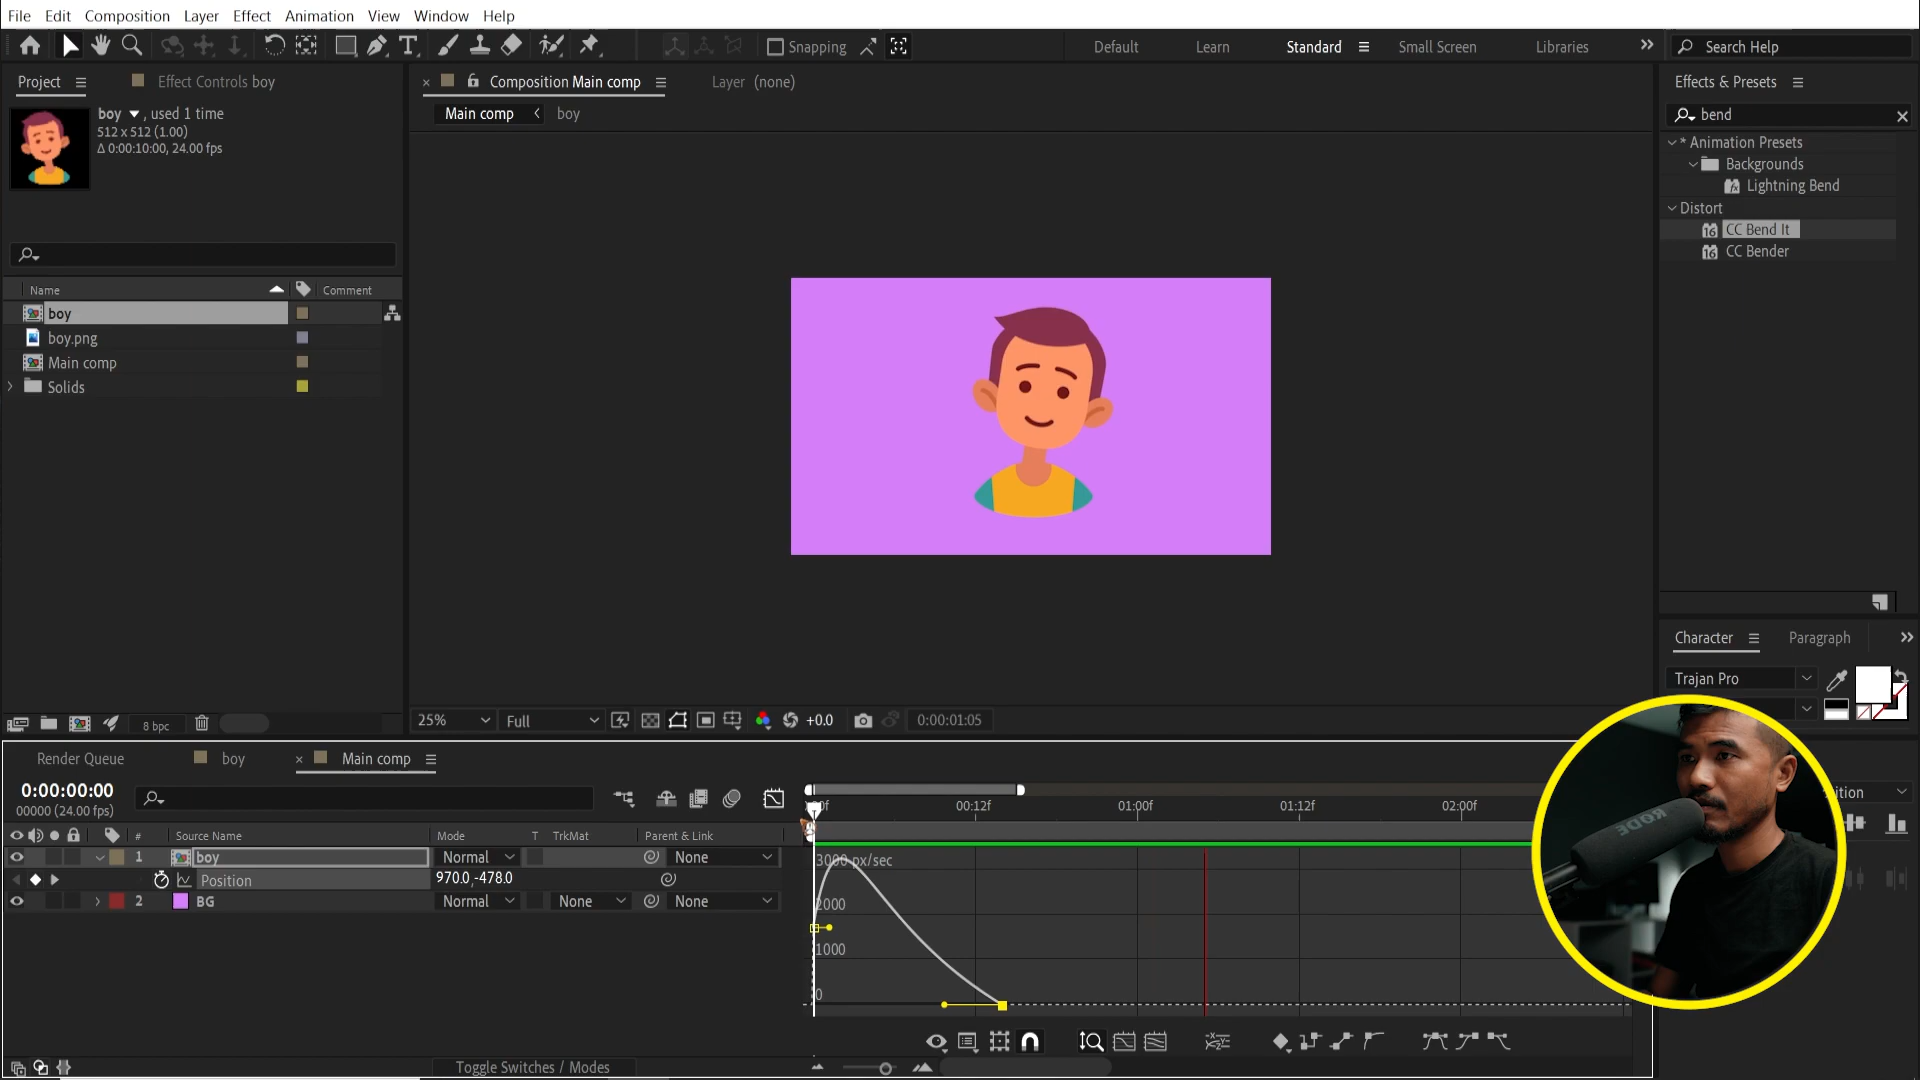 File Edit Composition Layer Effect Animation View Window Help
Snapping
Default Learn Standard Small Screen Libraries
Search Help
Project Effect Controls boy
Composition Main comp Layer (none)
Effects & Presets
boy , used 1 time
512 x 512 (1.00)
Δ 0:00:10:00, 24.00 fps
Main comp boy
bend
* Animation Presets
Backgrounds
Lightning Bend
Distort
CC Bend It
CC Bender
Name Comment
boy
boy.png
Main comp
Solids
Character Paragraph
Trajan Pro
8 bpc
25% Full +0.0 0:00:01:05
Render Queue boy Main comp
0:00:00:00
00000 (24.00 fps)
00:12f 01:00f 01:12f 02:00f
# Source Name Mode T TrkMat Parent & Link
1 boy Normal None
Position 970.0,-478.0
2 BG Normal None None
3000 px/sec
2000
1000
0
Toggle Switches / Modes
RODE